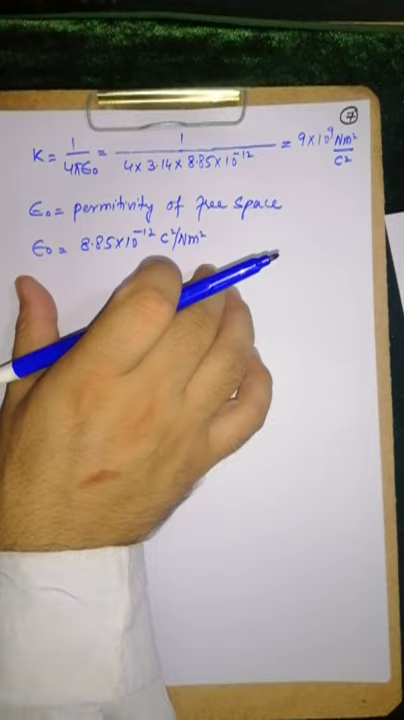 7
K = 1/4πε₀ = 1/4 × 3.14 × 8.85 × 10⁻¹² = 9 × 10⁹ Nm²/C²
ε₀ = permitivity of free space
ε₀ = 8.85 × 10⁻¹² C²/Nm²